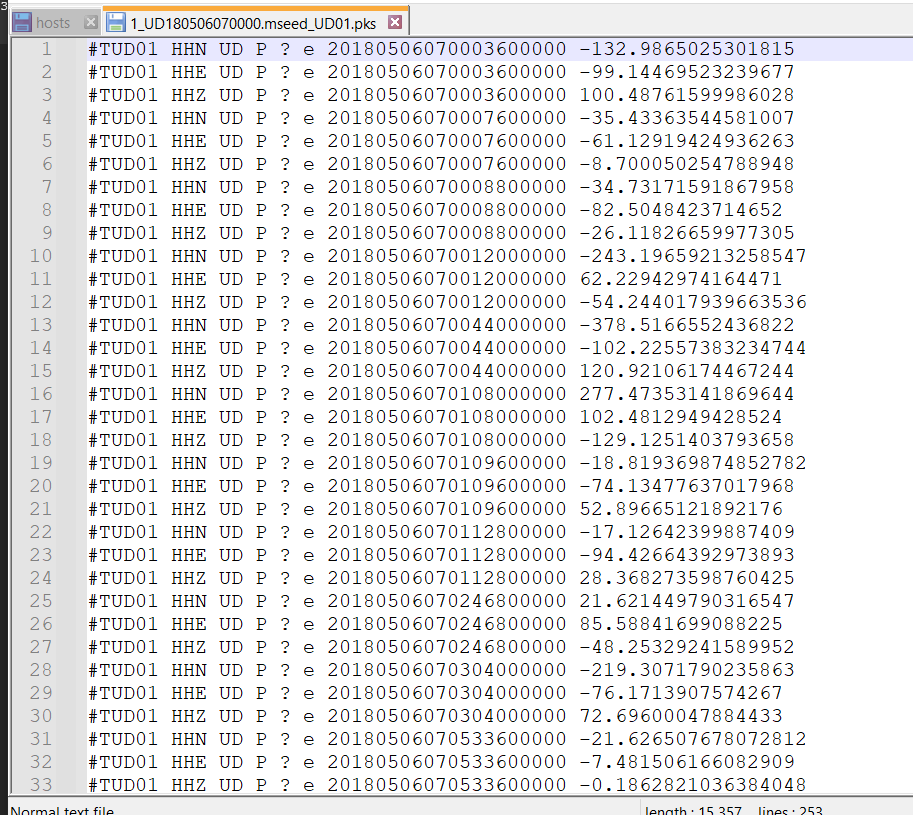 3
hosts 1_UD180506070000.mseed_UD01.pks
1 #TUD01 HHN UD P ? e 20180506070003600000 -132.9865025301815
2 #TUD01 HHE UD P ? e 20180506070003600000 -99.14469523239677
3 #TUD01 HHZ UD P ? e 20180506070003600000 100.48761599986028
4 #TUD01 HHN UD P ? e 20180506070007600000 -35.43363544581007
5 #TUD01 HHE UD P ? e 20180506070007600000 -61.12919424936263
6 #TUD01 HHZ UD P ? e 20180506070007600000 -8.700050254788948
7 #TUD01 HHN UD P ? e 20180506070008800000 -34.73171591867958
8 #TUD01 HHE UD P ? e 20180506070008800000 -82.5048423714652
9 #TUD01 HHZ UD P ? e 20180506070008800000 -26.11826659977305
10 #TUD01 HHN UD P ? e 20180506070012000000 -243.19659213258547
11 #TUD01 HHE UD P ? e 20180506070012000000 62.22942974164471
12 #TUD01 HHZ UD P ? e 20180506070012000000 -54.244017939663536
13 #TUD01 HHN UD P ? e 20180506070044000000 -378.5166552436822
14 #TUD01 HHE UD P ? e 20180506070044000000 -102.22557383234744
15 #TUD01 HHZ UD P ? e 20180506070044000000 120.92106174467244
16 #TUD01 HHN UD P ? e 20180506070108000000 277.47353141869644
17 #TUD01 HHE UD P ? e 20180506070108000000 102.4812949428524
18 #TUD01 HHZ UD P ? e 20180506070108000000 -129.1251403793658
19 #TUD01 HHN UD P ? e 20180506070109600000 -18.819369874852782
20 #TUD01 HHE UD P ? e 20180506070109600000 -74.13477637017968
21 #TUD01 HHZ UD P ? e 20180506070109600000 52.89665121892176
22 #TUD01 HHN UD P ? e 20180506070112800000 -17.12642399887409
23 #TUD01 HHE UD P ? e 20180506070112800000 -94.42664392973893
24 #TUD01 HHZ UD P ? e 20180506070112800000 28.368273598760425
25 #TUD01 HHN UD P ? e 20180506070246800000 21.621449790316547
26 #TUD01 HHE UD P ? e 20180506070246800000 85.58841699088225
27 #TUD01 HHZ UD P ? e 20180506070246800000 -48.25329241589952
28 #TUD01 HHN UD P ? e 20180506070304000000 -219.3071790235863
29 #TUD01 HHE UD P ? e 20180506070304000000 -76.1713907574267
30 #TUD01 HHZ UD P ? e 20180506070304000000 72.69600047884433
31 #TUD01 HHN UD P ? e 20180506070533600000 -21.626507678072812
32 #TUD01 HHE UD P ? e 20180506070533600000 -7.481506166082909
33 #TUD01 HHZ UD P ? e 20180506070533600000 -0.1862821036384048
Normal text file length : 15,357 lines : 253